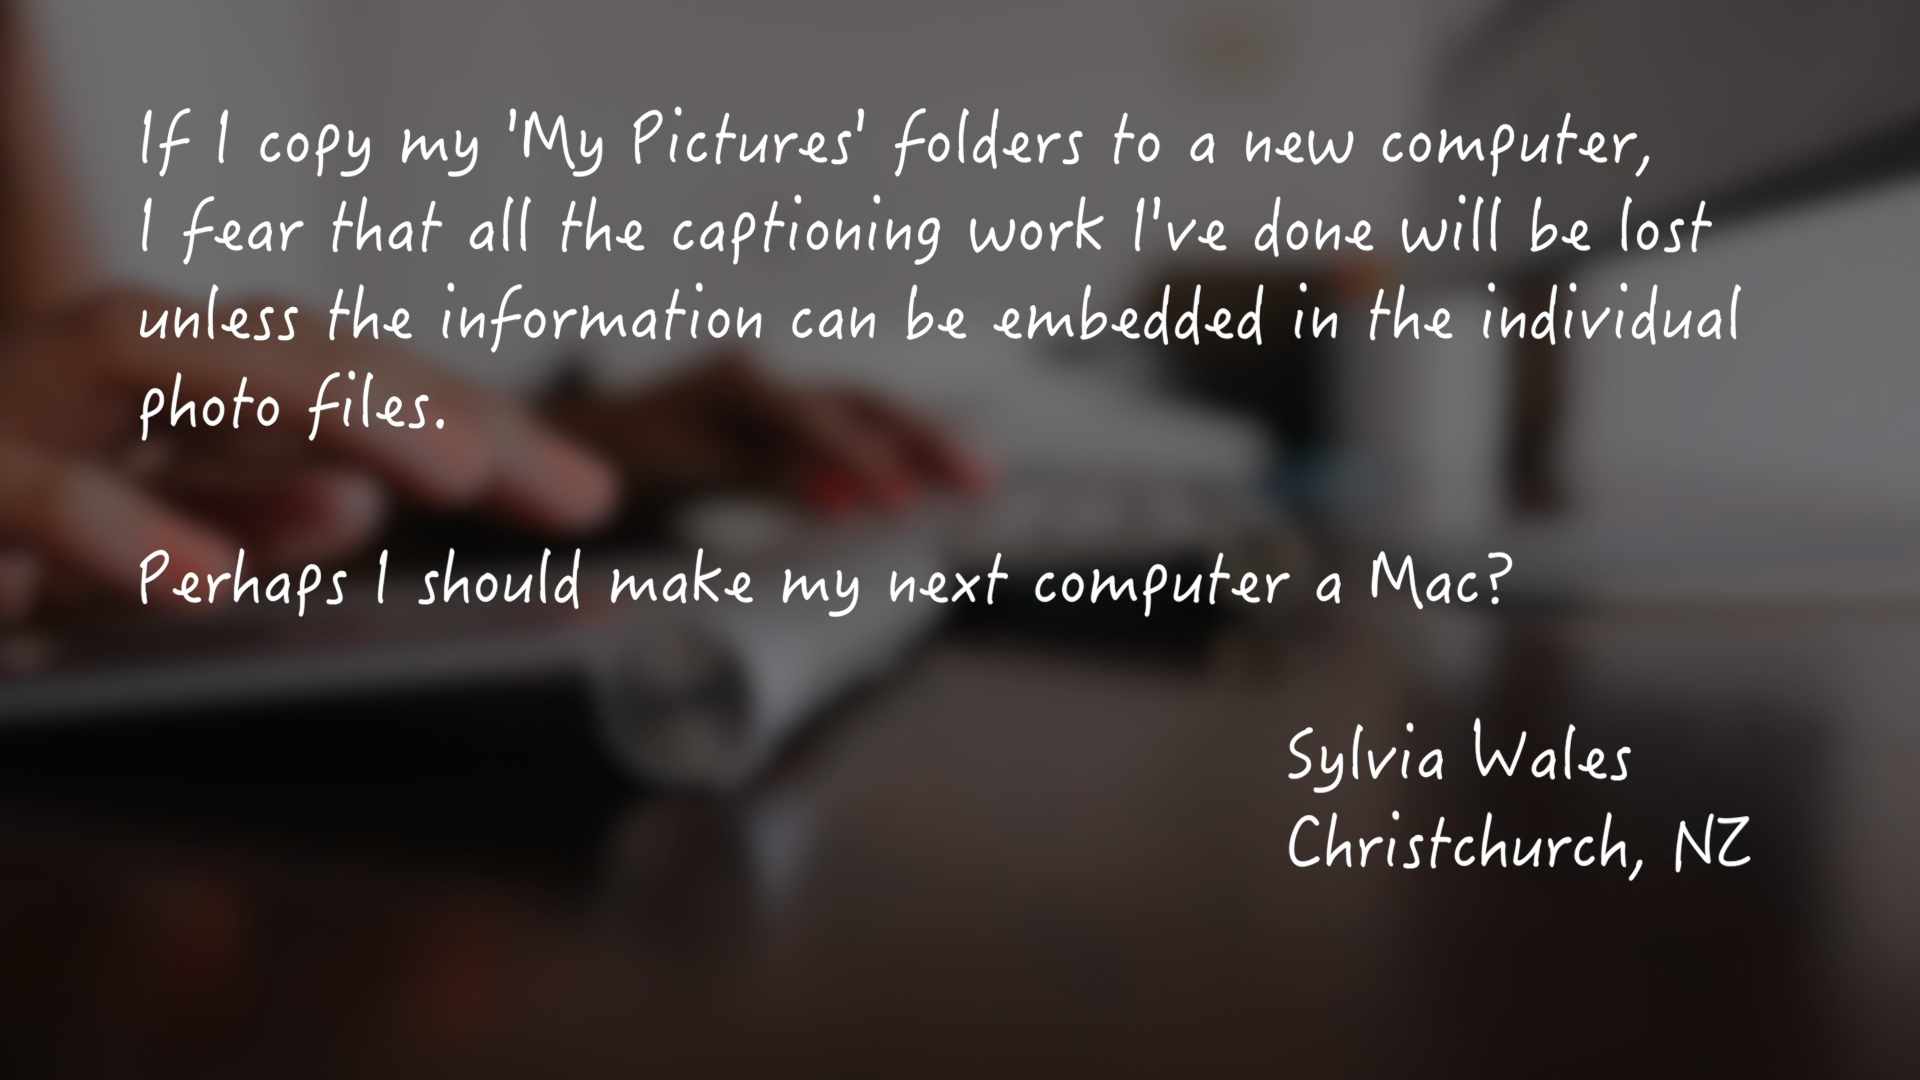 If I copy my 'My Pictures' folders to a new computer,
I fear that all the captioning work I've done will be lost
unless the information can be embedded in the individual
photo files.
Perhaps I should make my next computer a Mac?
Sylvia Wales
Christchurch, NZ